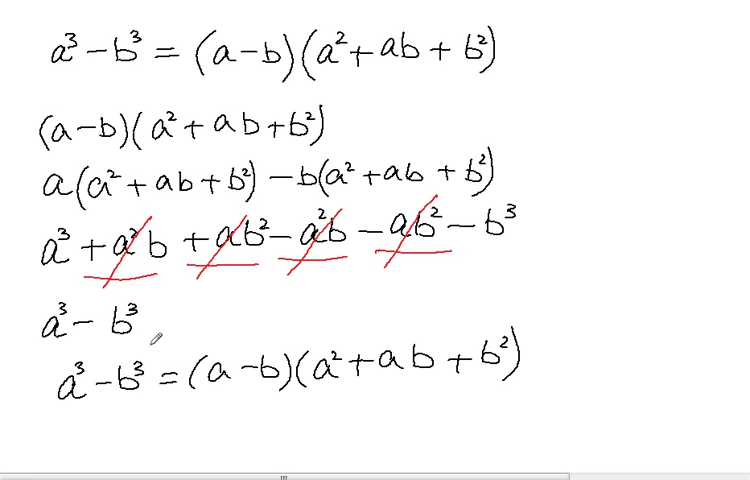 a³ - b³ = (a - b)(a² + ab + b²)
(a - b)(a² + ab + b²)
a(a² + ab + b²) - b(a² + ab + b²)
a³ + a²b + ab² - a²b - ab² - b³
a³ - b³
a³ - b³ = (a - b)(a² + ab + b²)